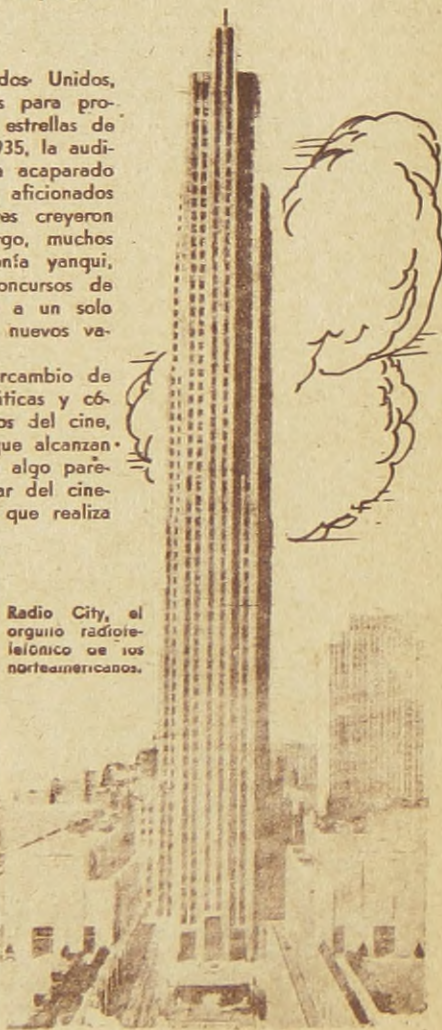 dos Unidos,
s para pro-
estrellas de
935, la audi-
acaparado
aficionados
es creyeron
go, muchos
nía yanqui,
oncursos de
a un solo
nuevos va-
rcambio de
áticas y có-
os del cine,
que alcanzan
algo pare-
ar del cine-
que realiza
Radio City, el
orgullo radiote-
lefónico de los
norteamericanos.